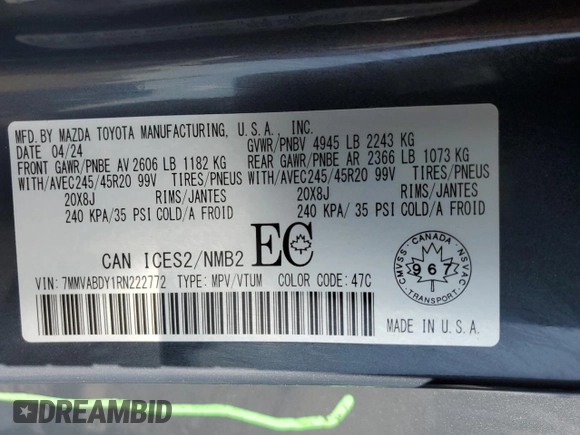 MFD.BY MAZDA TOYOTA MANUFACTURING, U.S.A., INC.
DATE 04/24 GVWR/PNBV 4945 LB 2243 KG
FRONT GAWR/PNBE AV 2606 LB 1182 KG REAR GAWR/PNBE AR 2366 LB 1073 KG
WITH/AVEC245/45R20 99V TIRES/PNEUS WITH/AVEC245/45R20 99V TIRES/PNEUS
20X8J RIMS/JANTES 20X8J RIMS/JANTES
240 KPA/35 PSI COLD/A FROID 240 KPA/35 PSI COLD/A FROID
CAN ICES2/NMB2 EC
CANADA
CMVSS 967 NSVAC
TRANSPORT
VIN: 7MMVABDY1RN222772 TYPE: MPV/VTUM COLOR CODE: 47C
MADE IN U.S.A.
DREAMBID